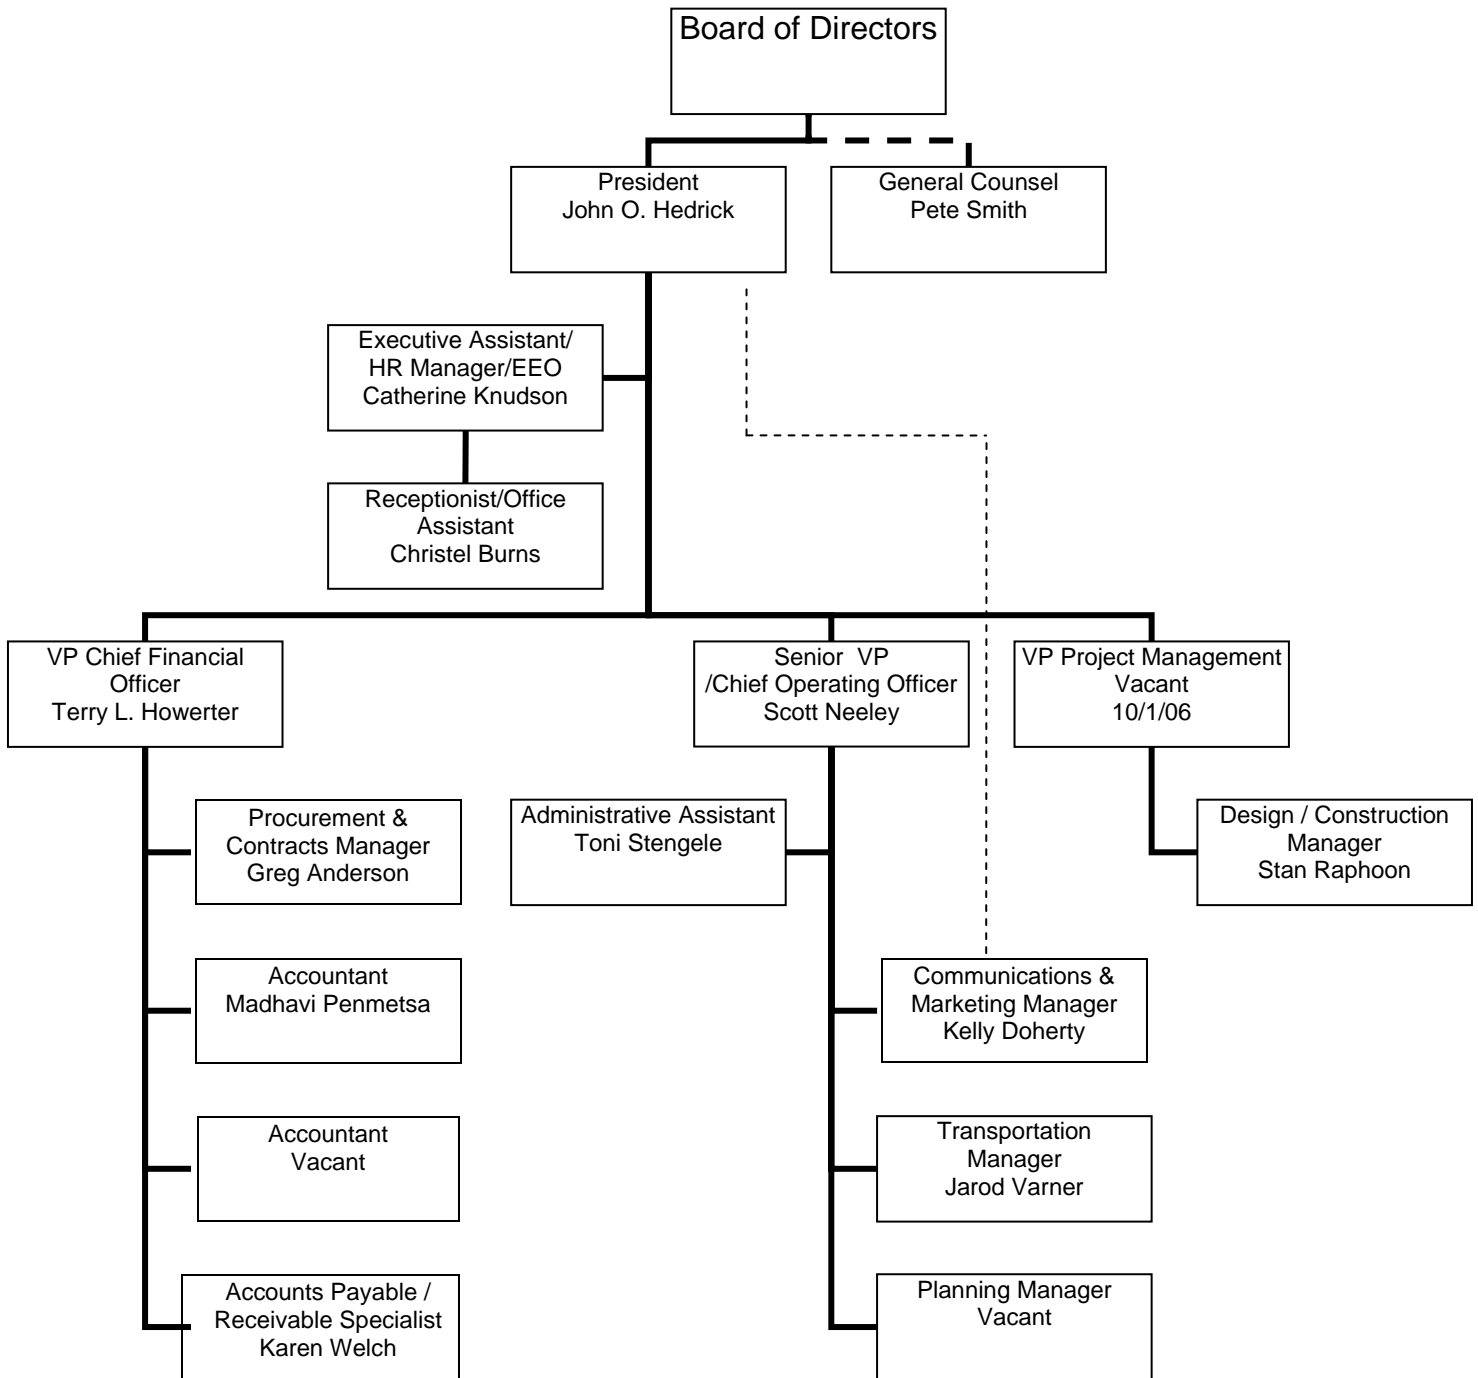 Board of Directors
President
John O. Hedrick
General Counsel
Pete Smith
Executive Assistant/
HR Manager/EEO
Catherine Knudson
Receptionist/Office
Assistant
Christel Burns
VP Chief Financial
Officer
Terry L. Howerter
Senior VP
/Chief Operating Officer
Scott Neeley
VP Project Management
Vacant
10/1/06
Procurement &
Contracts Manager
Greg Anderson
Administrative Assistant
Toni Stengele
Design / Construction
Manager
Stan Raphoon
Accountant
Madhavi Penmetsa
Communications &
Marketing Manager
Kelly Doherty
Accountant
Vacant
Transportation
Manager
Jarod Varner
Accounts Payable /
Receivable Specialist
Karen Welch
Planning Manager
Vacant